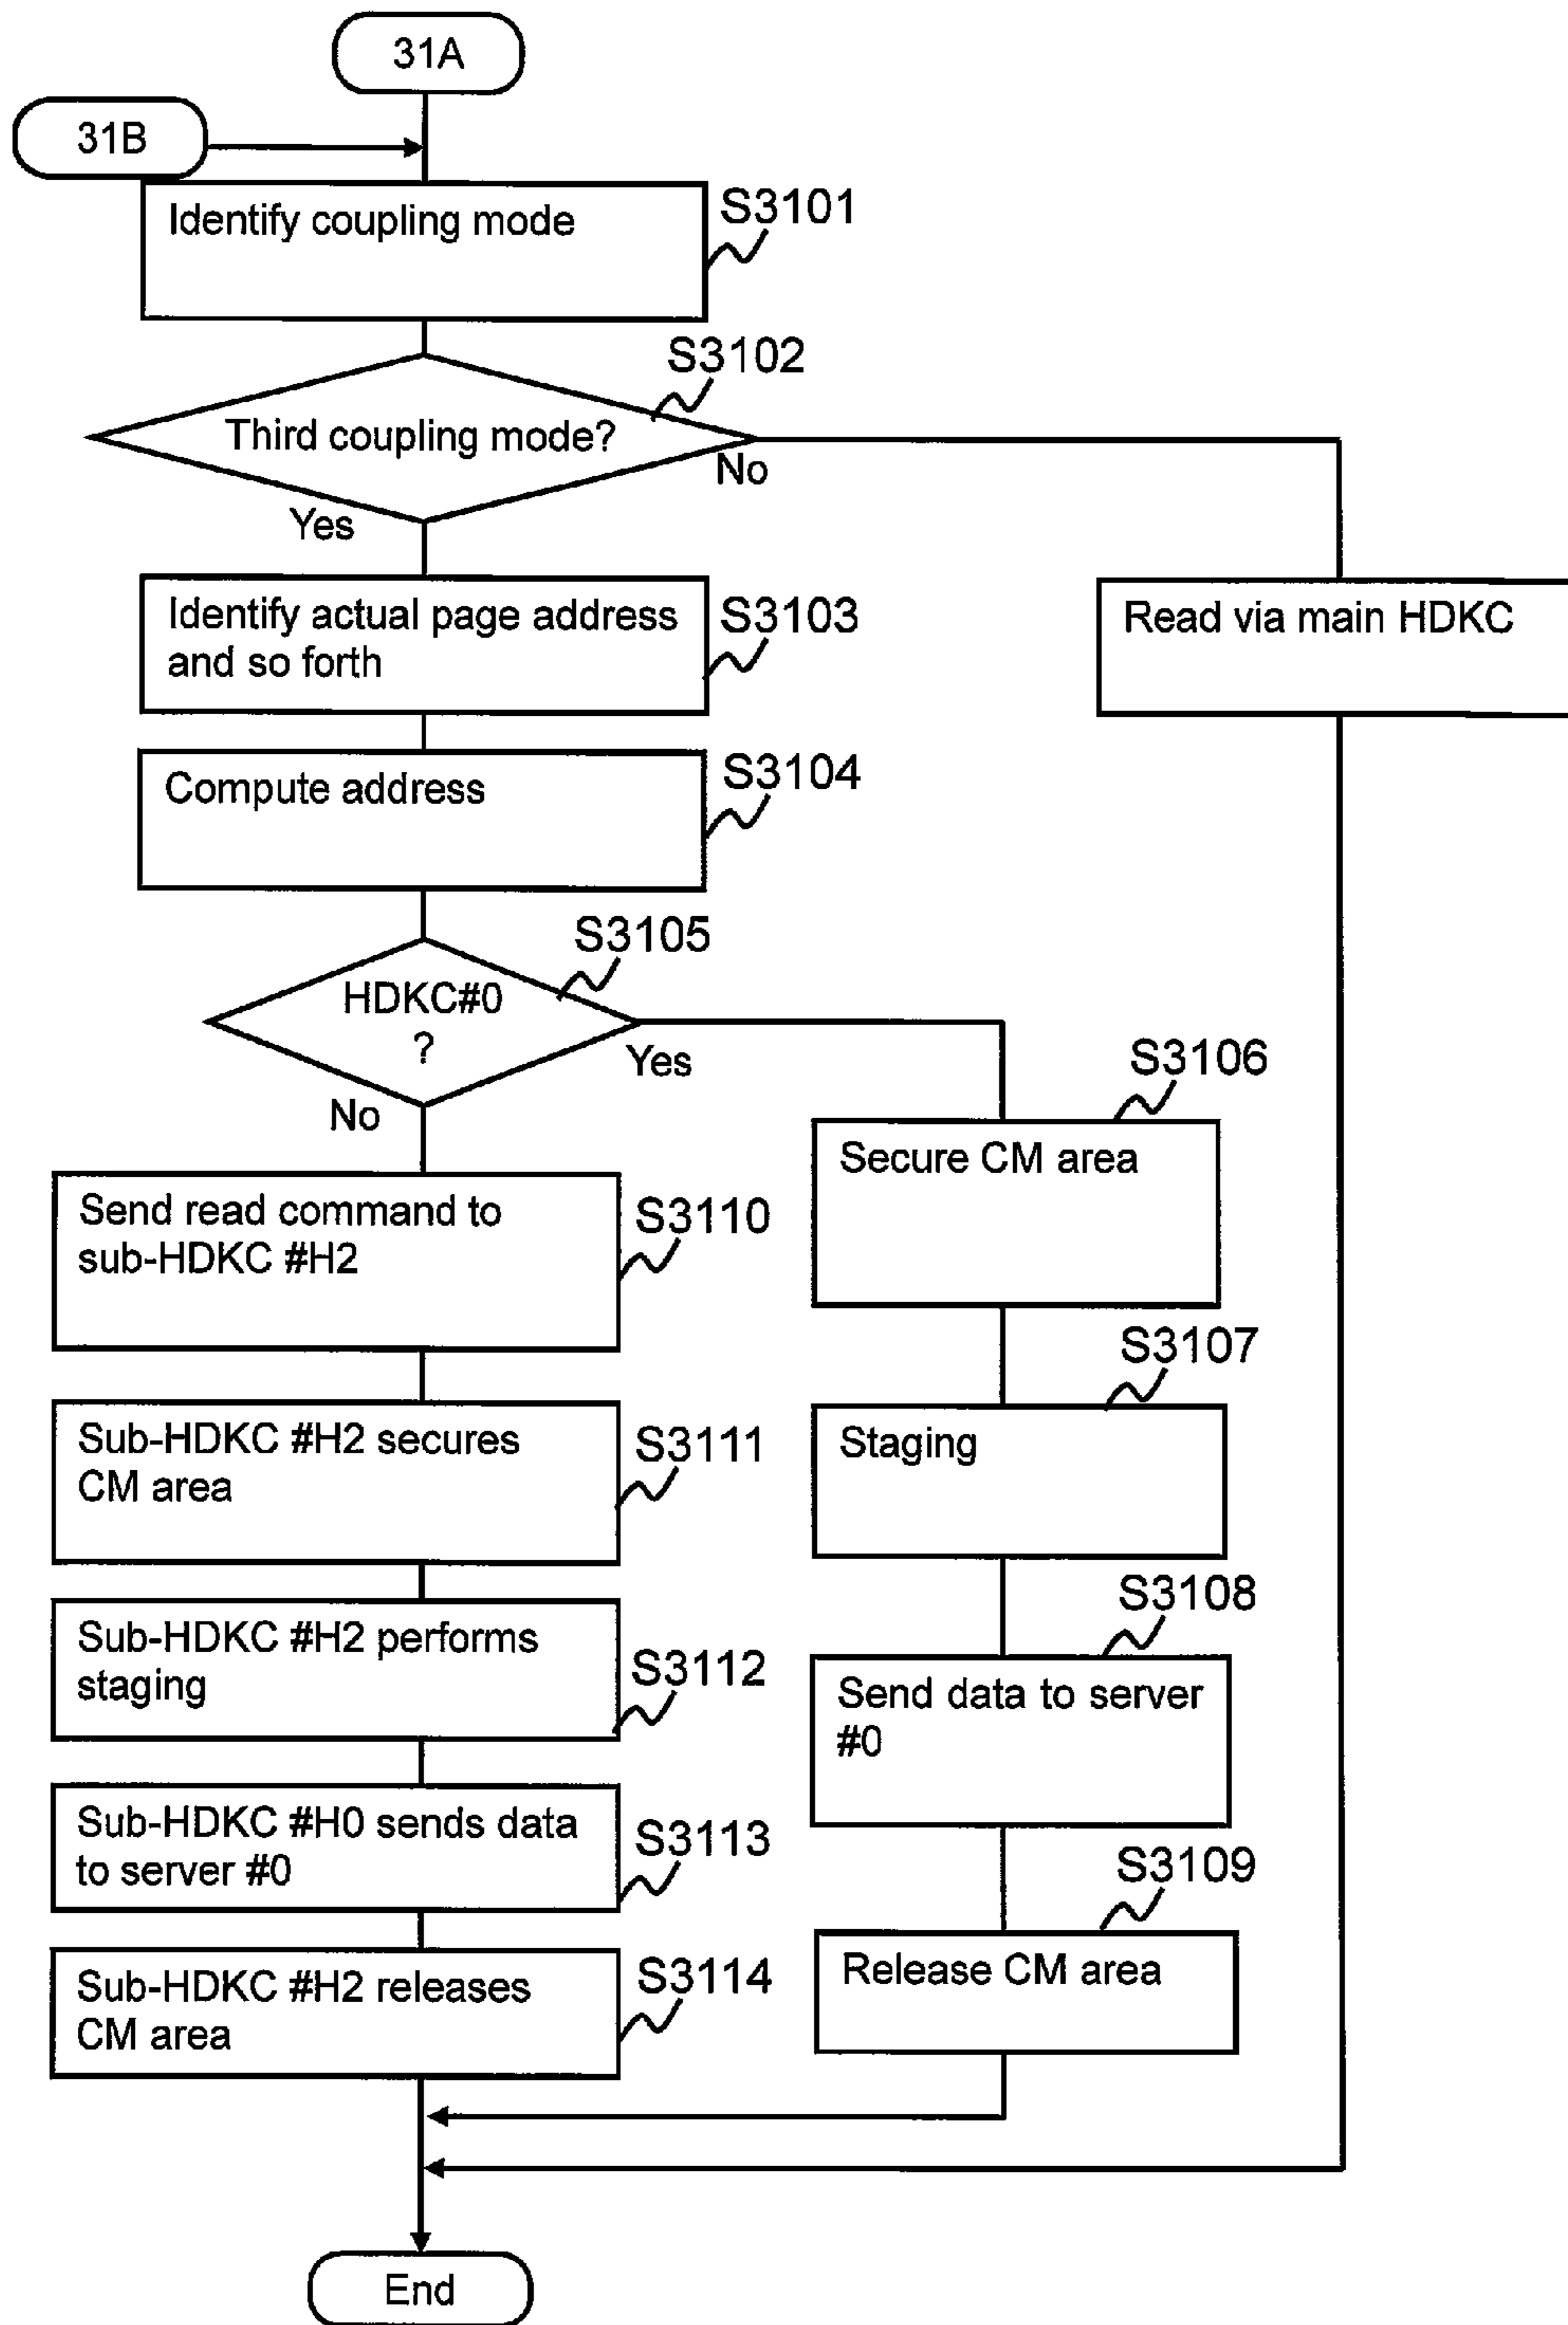 31A
31B
Identify coupling mode
S3101
S3102
Third coupling mode?
No
Yes
Identify actual page address
and so forth
S3103
Read via main HDKC
Compute address
S3104
S3105
HDKC#0
?
Yes
No
S3106
Secure CM area
Send read command to
sub-HDKC #H2
S3110
S3107
Staging
Sub-HDKC #H2 secures
CM area
S3111
S3108
Send data to server
#0
Sub-HDKC #H2 performs
staging
S3112
Sub-HDKC #H0 sends data
to server #0
S3113
S3109
Release CM area
Sub-HDKC #H2 releases
CM area
S3114
End